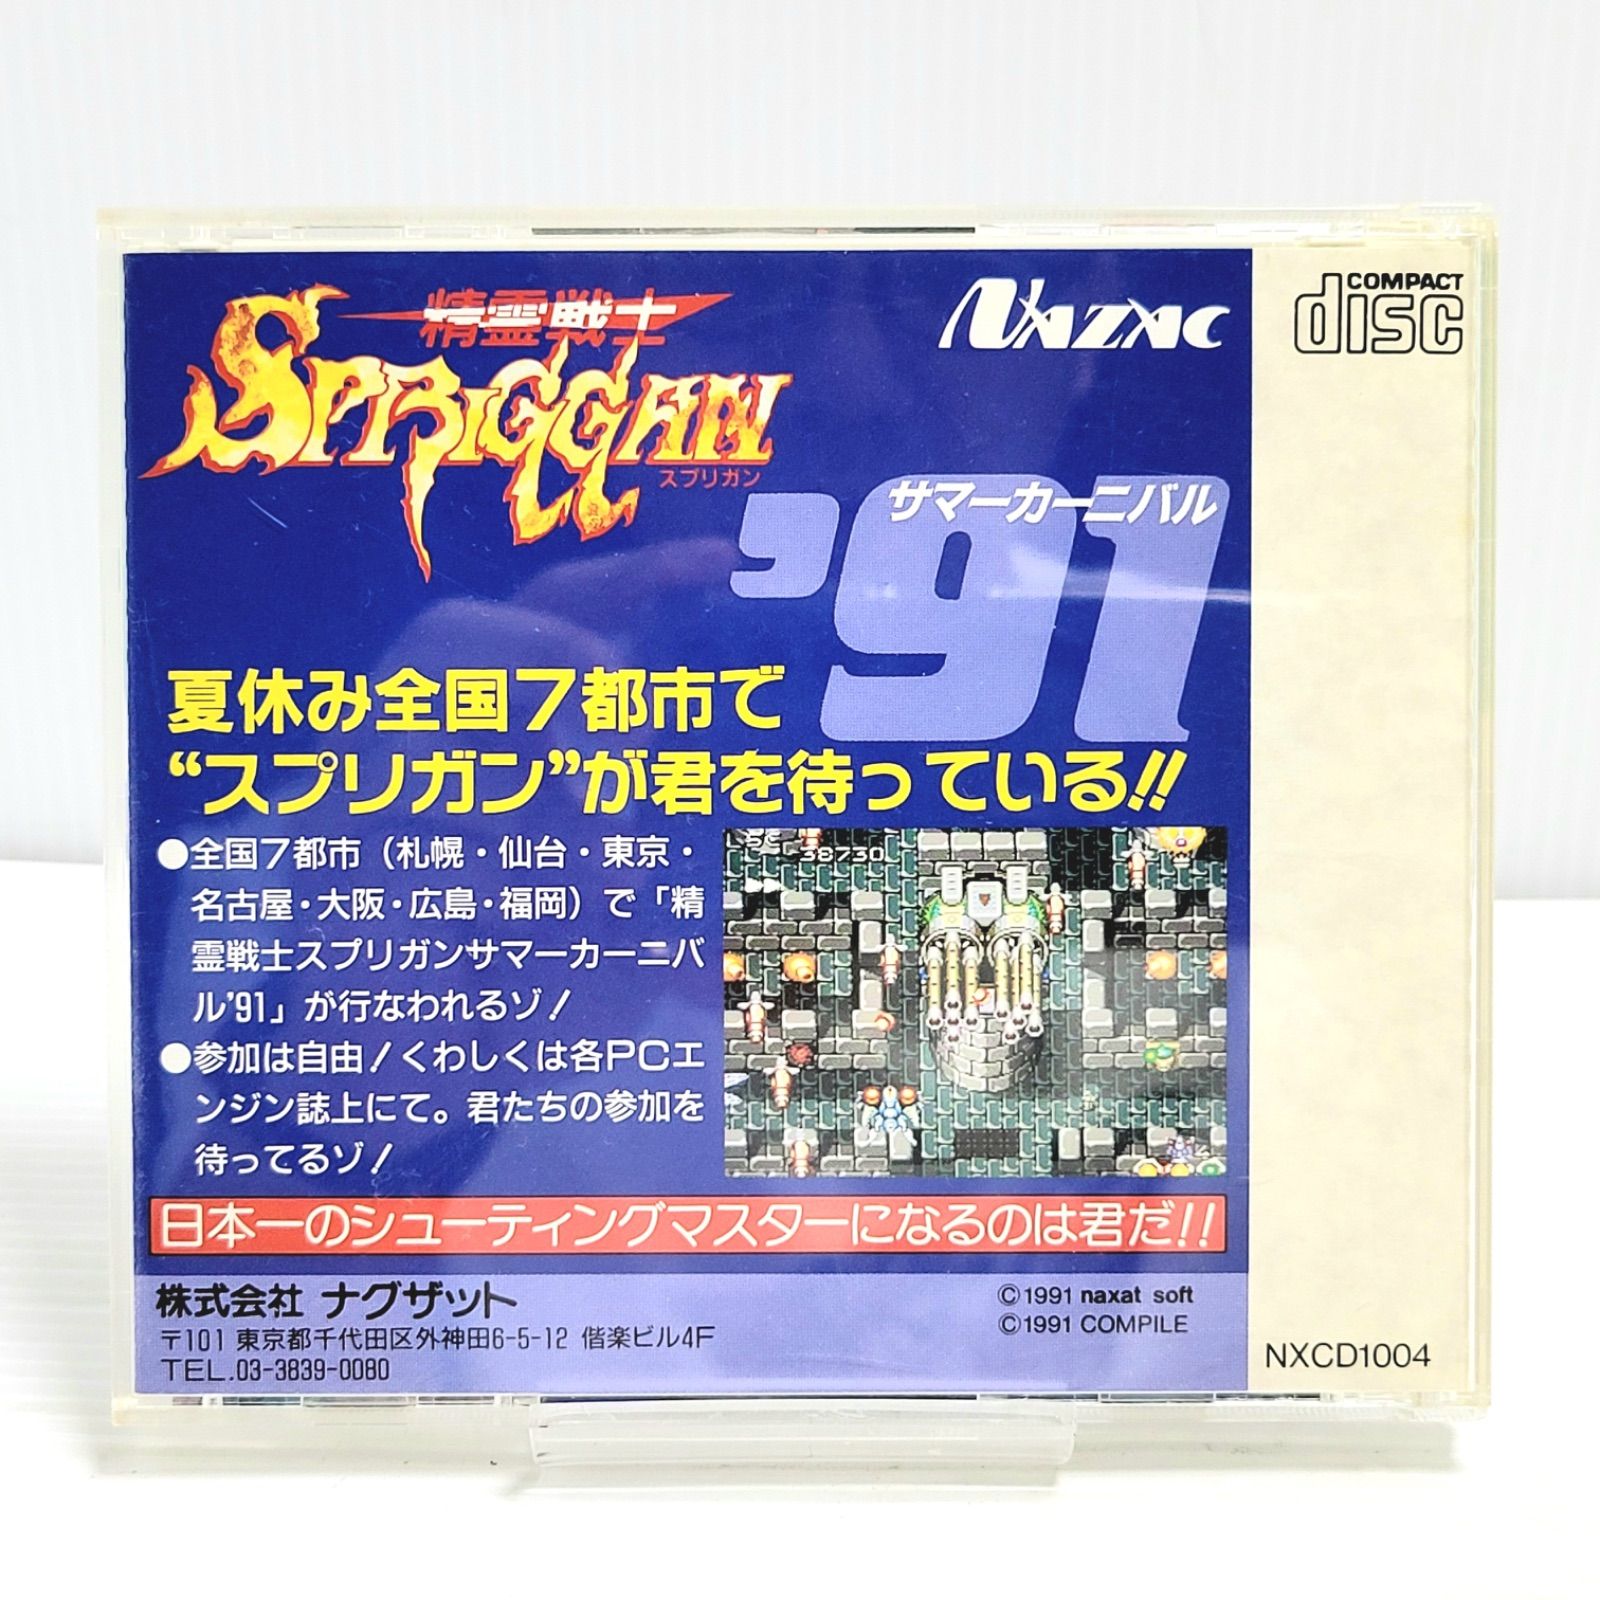 精霊戦士
SPRIGGAN
スプリガン
NAZAC
COMPACT
disc
サマーカーニバル
'91
夏休み全国7都市で
“スプリガン”が君を待っている!!
●全国7都市（札幌・仙台・東京・
名古屋・大阪・広島・福岡）で「精
霊戦士スプリガンサマーカーニバ
ル'91」が行なわれるゾ!
●参加は自由!くわしくは各PCエ
ンジン誌上にて。君たちの参加を
待ってるゾ!
38730
日本一のシューティングマスターになるのは君だ!!
株式会社 ナグザット
〒101 東京都千代田区外神田6-5-12 偕楽ビル4F
TEL.03-3839-0080
©1991 naxat soft
©1991 COMPILE
NXCD1004